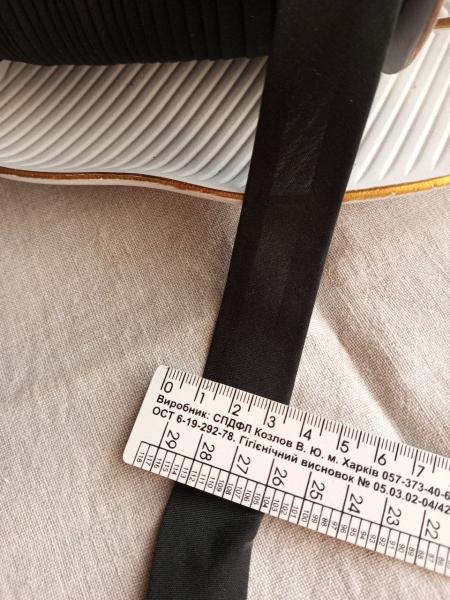 0 1 2 3 4 5 6 7
Виробник: СПДФЛ Козлов В. Ю. м. Харків 057-373-40-6
ОСТ 6-19-292-78. Гігієнічний висновок № 05.03.02-04/42
29 28 27 26 25 24 23 22